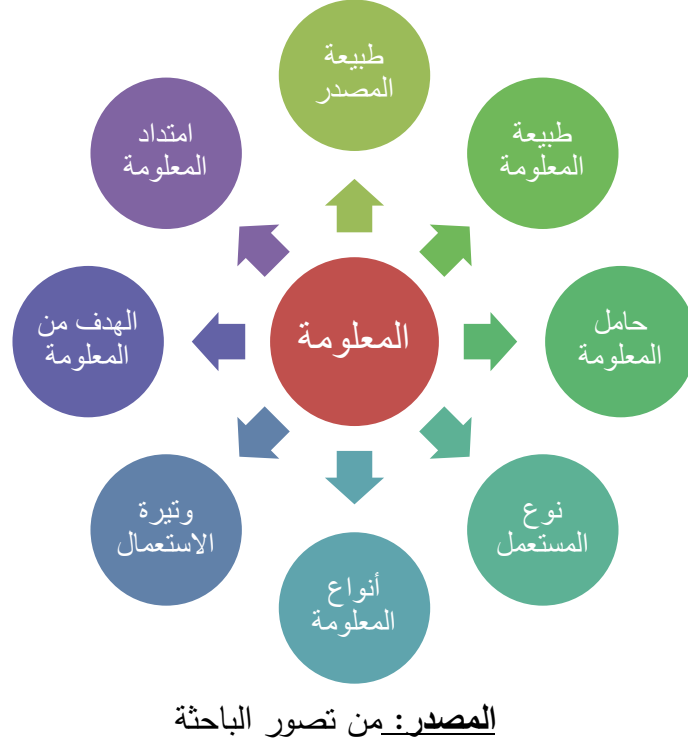 طبيعة
المصدر
طبيعة
المعلومة
حامل
المعلومة
نوع
المستعمل
أنواع
المعلومة
وتيرة
الاستعمال
الهدف من
المعلومة
امتداد
المعلومة
المعلومة
المصدر: من تصور الباحثة